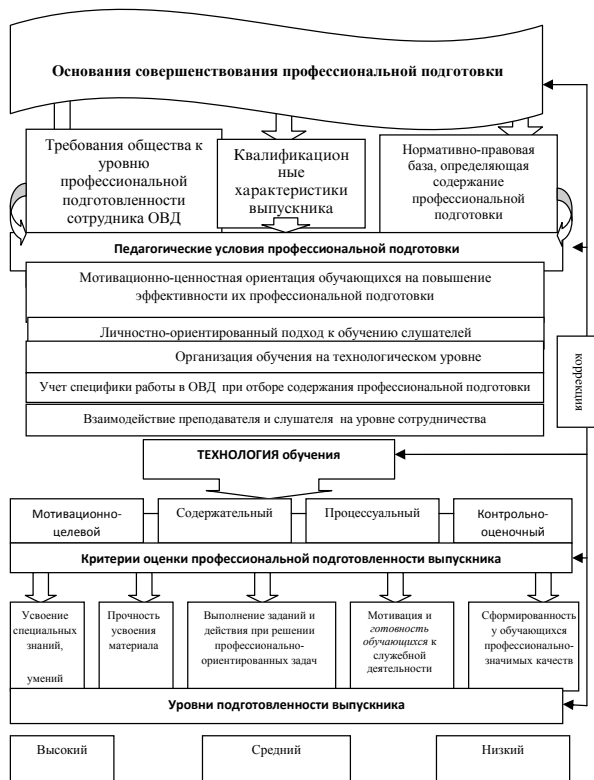 Основания совершенствования профессиональной подготовки
Требования общества к
уровню
профессиональной
подготовленности
сотрудника ОВД
Квалификацион
ные
характеристики
выпускника
Нормативно-правовая
база, определяющая
содержание
профессиональной
подготовки
Педагогические условия профессиональной подготовки
Мотивационно-ценностная ориентация обучающихся на повышение
эффективности их профессиональной подготовки
Личностно-ориентированный подход к обучению слушателей
Организация обучения на технологическом уровне
Учет специфики работы в ОВД при отборе содержания профессиональной подготовки
Взаимодействие преподавателя и слушателя на уровне сотрудничества
коррекция
ТЕХНОЛОГИЯ обучения
Мотивационно-
целевой
Содержательный
Процессуальный
Контрольно-
оценочный
Критерии оценки профессиональной подготовленности выпускника
Усвоение
специальных
знаний,
умений
Прочность
усвоения
материала
Выполнение заданий и
действия при решении
профессионально-
ориентированных задач
Мотивация и
готовность
обучающихся к
служебной
деятельности
Сформированность
у обучающихся
профессионально-
значимых качеств
Уровни подготовленности выпускника
Высокий
Средний
Низкий